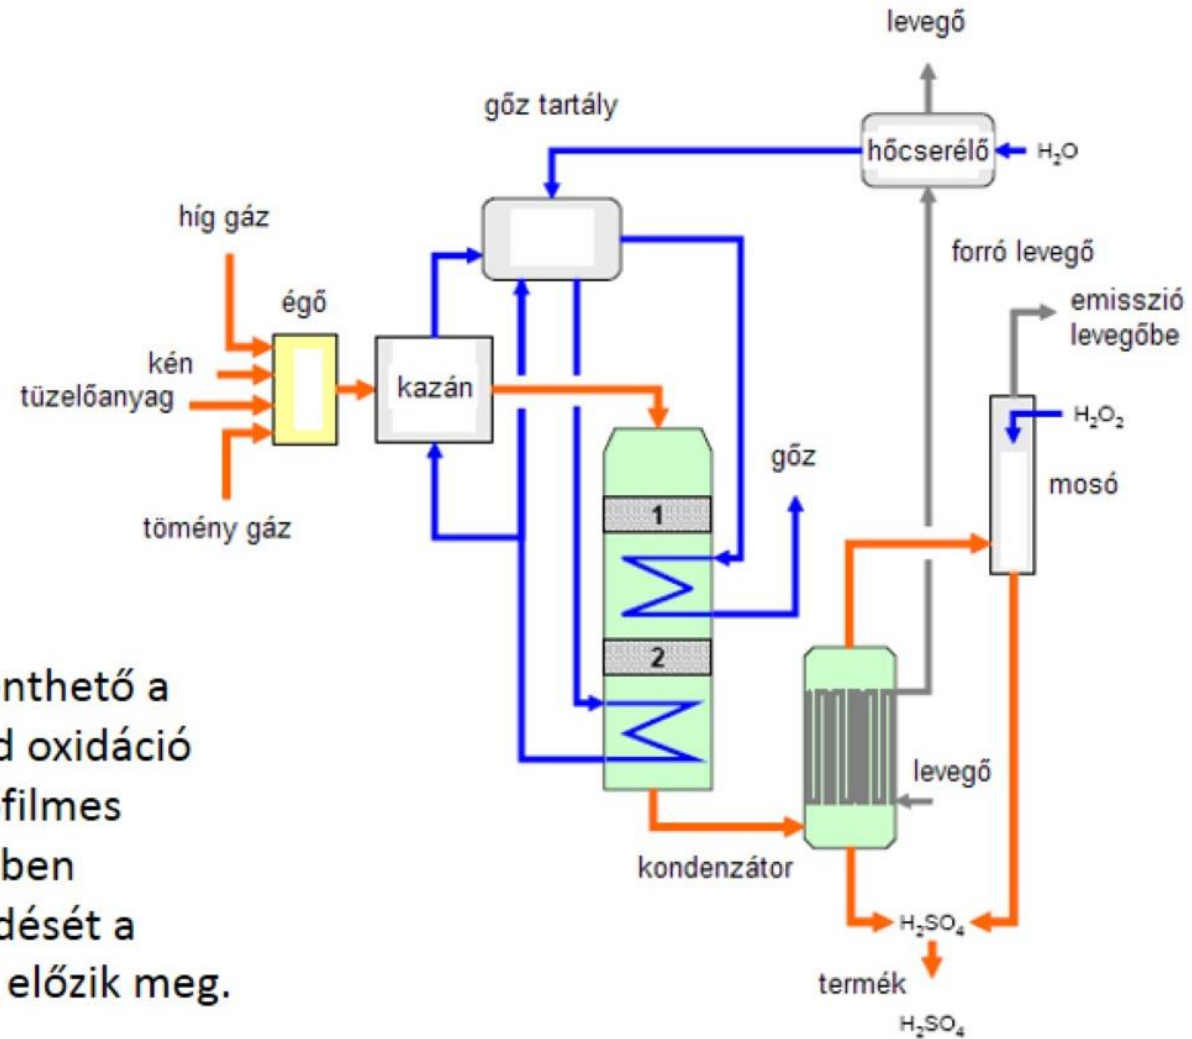 levegő
gőz tartály
hőcserélő
H₂O
híg gáz
forró levegő
égő
emisszió
levegőbe
kén
tüzelőanyag
kazán
H₂O₂
gőz
mosó
1
tömény gáz
2
nthető a
d oxidáció
filmes
levegő
ben
kondenzátor
dését a
H₂SO₄
előzik meg.
termék
H₂SO₄